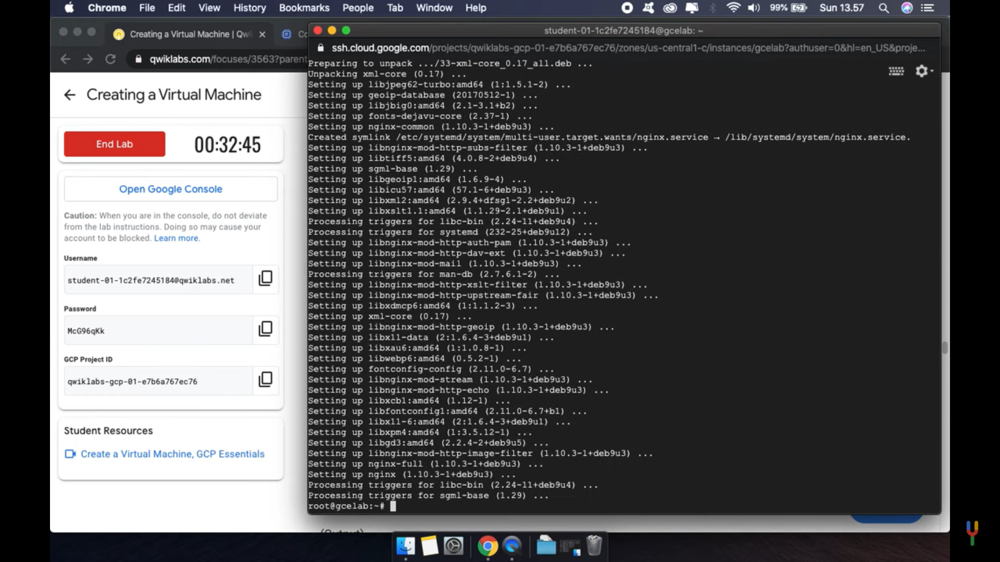 Chrome File Edit View History Bookmarks People Tab Window Help 99% Sun 13.57
Creating a Virtual Machine | Qwi
student-01-1c2fe7245184@gcelab: ~
qwiklabs.com/focuses/3563?parent
ssh.cloud.google.com/projects/qwiklabs-gcp-01-e7b6a767ec76/zones/us-central1-c/instances/gcelab?authuser=0&hl=en_US&proje...
Creating a Virtual Machine
End Lab
00:32:45
Open Google Console
Caution: When you are in the console, do not deviate
from the lab instructions. Doing so may cause your
account to be blocked. Learn more.
Username
student-01-1c2fe7245184@qwiklabs.net
Password
McG96qKk
GCP Project ID
qwiklabs-gcp-01-e7b6a767ec76
Student Resources
Create a Virtual Machine, GCP Essentials
Preparing to unpack .../33-xml-core_0.17_all.deb ...
Unpacking xml-core (0.17) ...
Setting up libjpeg62-turbo:amd64 (1:1.5.1-2) ...
Setting up geoip-database (20170512-1) ...
Setting up libjbig0:amd64 (2.1-3.1+b2) ...
Setting up fonts-dejavu-core (2.37-1) ...
Setting up nginx-common (1.10.3-1+deb9u3) ...
Created symlink /etc/systemd/system/multi-user.target.wants/nginx.service → /lib/systemd/system/nginx.service.
Setting up libnginx-mod-http-subs-filter (1.10.3-1+deb9u3) ...
Setting up libtiff5:amd64 (4.0.8-2+deb9u4) ...
Setting up sgml-base (1.29) ...
Setting up libgeoip1:amd64 (1.6.9-4) ...
Setting up libicu57:amd64 (57.1-6+deb9u3) ...
Setting up libxml2:amd64 (2.9.4+dfsg1-2.2+deb9u2) ...
Setting up libxslt1.1:amd64 (1.1.29-2.1+deb9u1) ...
Processing triggers for libc-bin (2.24-11+deb9u4) ...
Processing triggers for systemd (232-25+deb9u12) ...
Setting up libnginx-mod-http-auth-pam (1.10.3-1+deb9u3) ...
Setting up libnginx-mod-http-dav-ext (1.10.3-1+deb9u3) ...
Setting up libnginx-mod-mail (1.10.3-1+deb9u3) ...
Processing triggers for man-db (2.7.6.1-2) ...
Setting up libnginx-mod-http-xslt-filter (1.10.3-1+deb9u3) ...
Setting up libnginx-mod-http-upstream-fair (1.10.3-1+deb9u3) ...
Setting up libxdmcp6:amd64 (1:1.1.2-3) ...
Setting up xml-core (0.17) ...
Setting up libnginx-mod-http-geoip (1.10.3-1+deb9u3) ...
Setting up libx11-data (2:1.6.4-3+deb9u1) ...
Setting up libxau6:amd64 (1:1.0.8-1) ...
Setting up libwebp6:amd64 (0.5.2-1) ...
Setting up fontconfig-config (2.11.0-6.7) ...
Setting up libnginx-mod-stream (1.10.3-1+deb9u3) ...
Setting up libnginx-mod-http-echo (1.10.3-1+deb9u3) ...
Setting up libxcb1:amd64 (1.12-1) ...
Setting up libfontconfig1:amd64 (2.11.0-6.7+b1) ...
Setting up libx11-6:amd64 (2:1.6.4-3+deb9u1) ...
Setting up libxpm4:amd64 (1:3.5.12-1) ...
Setting up libgd3:amd64 (2.2.4-2+deb9u5) ...
Setting up libnginx-mod-http-image-filter (1.10.3-1+deb9u3) ...
Setting up nginx-full (1.10.3-1+deb9u3) ...
Setting up nginx (1.10.3-1+deb9u3) ...
Processing triggers for libc-bin (2.24-11+deb9u4) ...
Processing triggers for sgml-base (1.29) ...
root@gcelab:~#